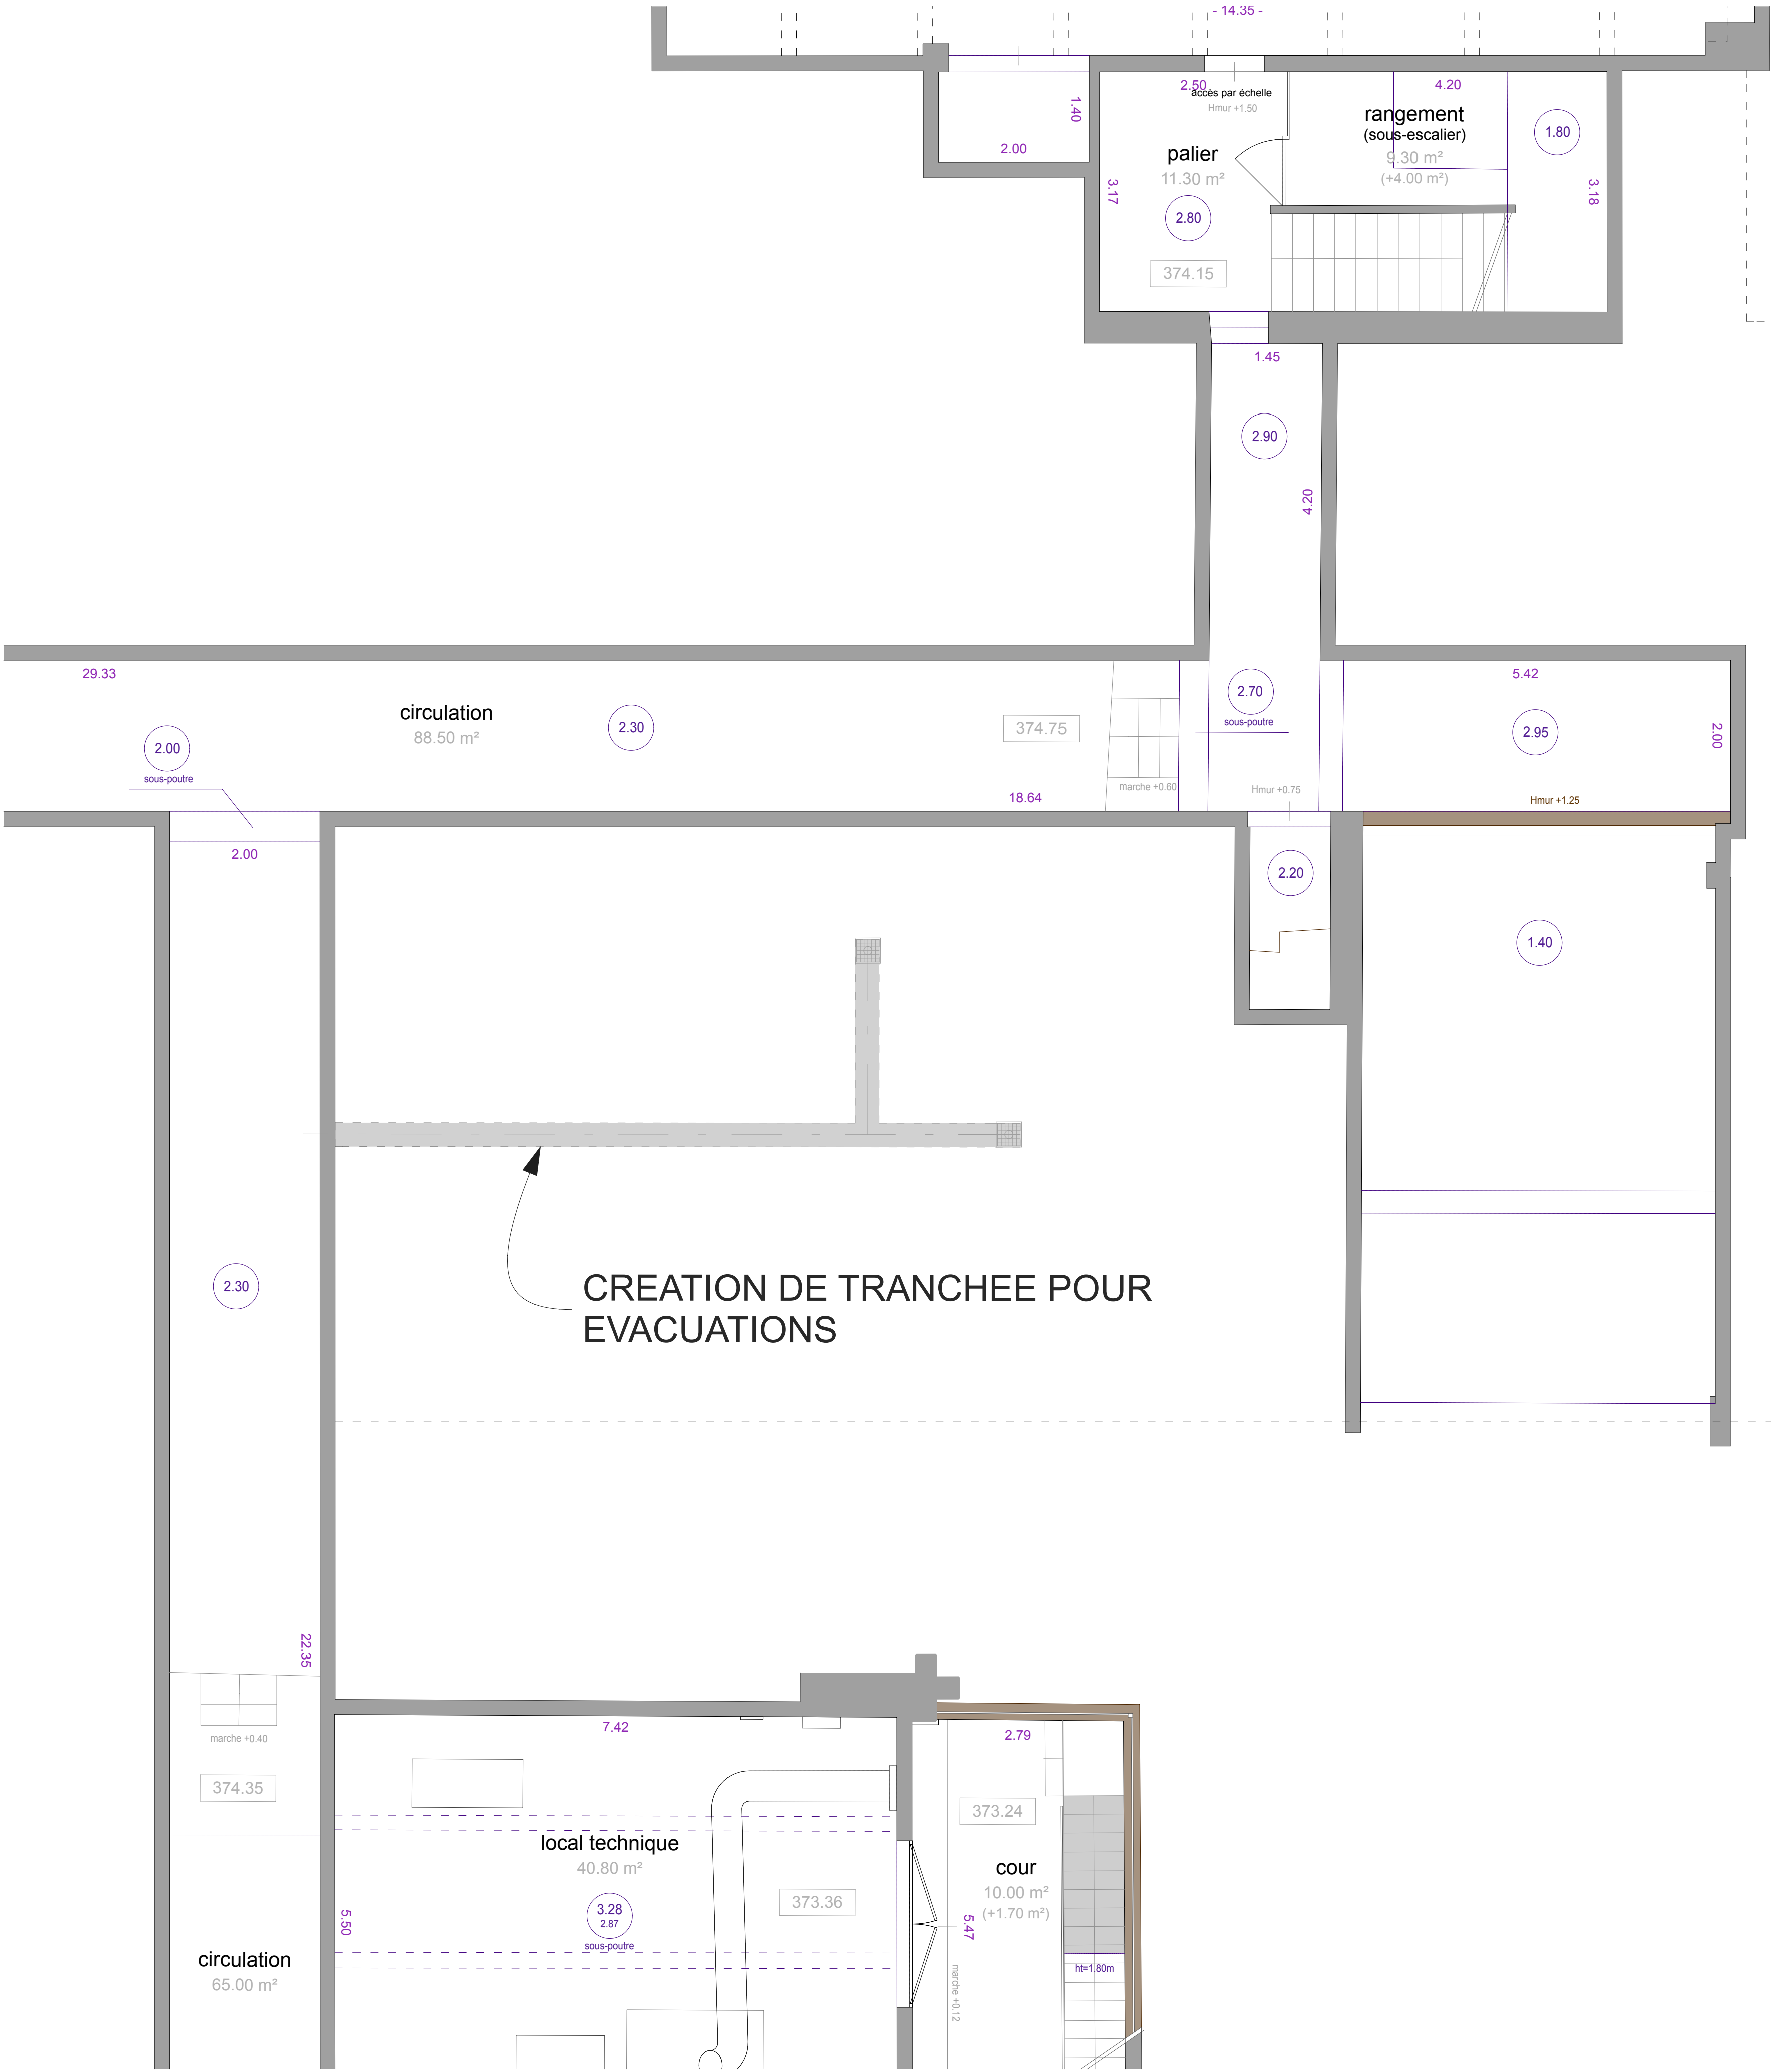 - 14.35 -
2.50
accès par échelle
Hmur +1.50
4.20
1.40
rangement
(sous-escalier)
9.30 m²
(+4.00 m²)
1.80
2.00
palier
11.30 m²
3.17
3.18
2.80
374.15
1.45
2.90
4.20
29.33
5.42
circulation
88.50 m²
2.30
2.70
sous-poutre
374.75
2.95
2.00
2.00
sous-poutre
marche +0.60
Hmur +0.75
18.64
Hmur +1.25
2.00
2.20
1.40
2.30
CREATION DE TRANCHEE POUR
EVACUATIONS
22.35
marche +0.40
7.42
2.79
374.35
373.24
local technique
40.80 m²
cour
10.00 m²
(+1.70 m²)
373.36
3.28
2.87
sous-poutre
5.50
5.47
circulation
65.00 m²
ht=1.80m
marche +0.12